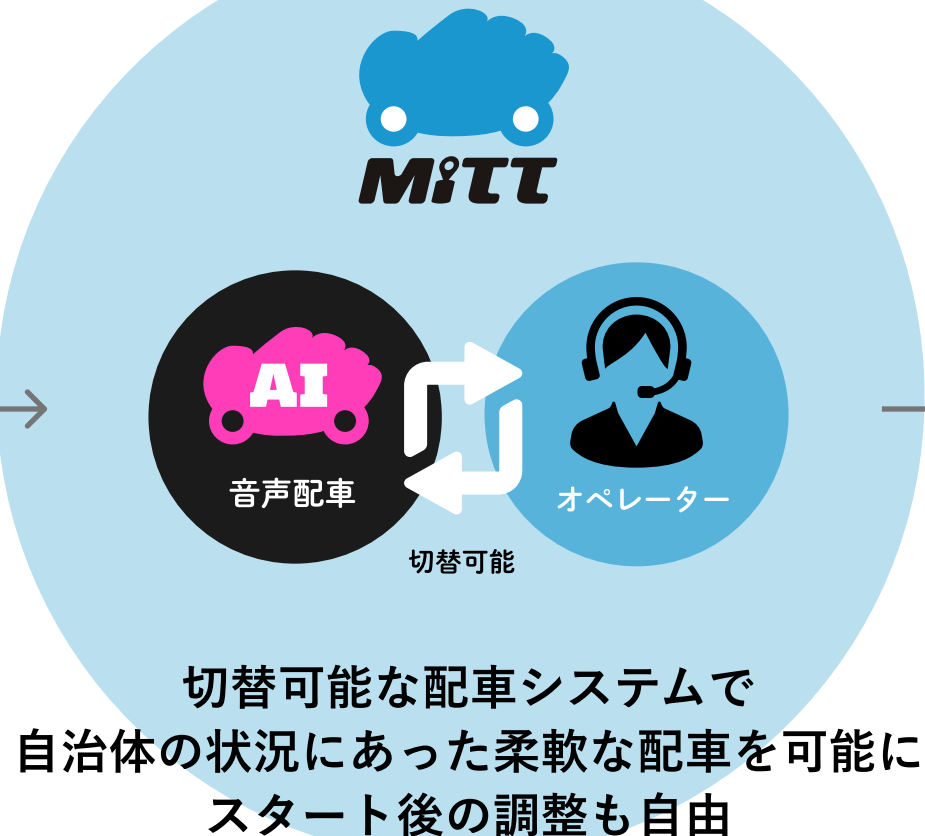 MiTT
AI
音声配車
オペレーター
切替可能
切替可能な配車システムで
自治体の状況にあった柔軟な配車を可能に
スタート後の調整も自由